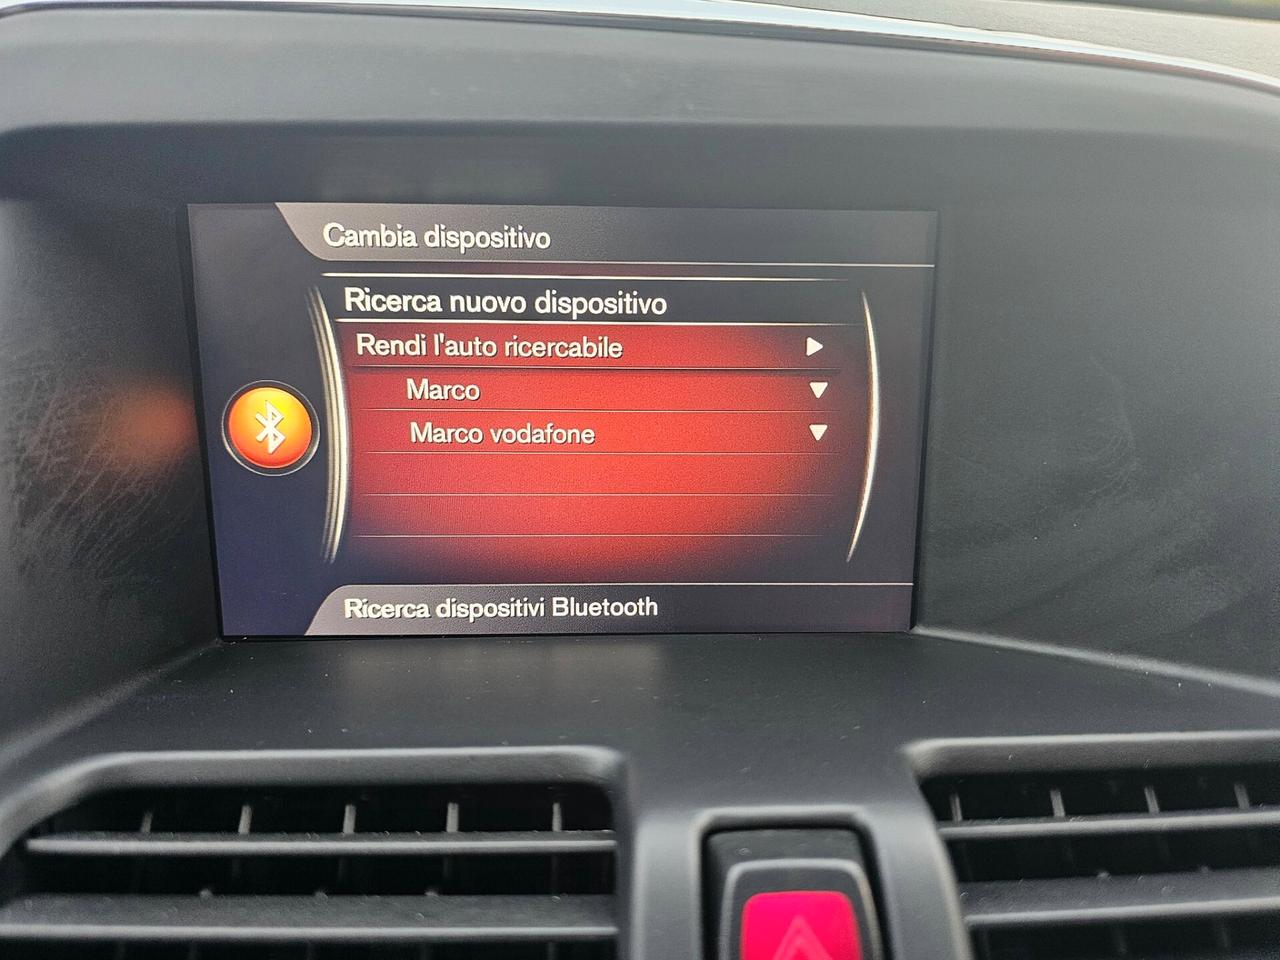 Cambia dispositivo
Ricerca nuovo dispositivo
Rendi l'auto ricercabile
Marco
Marco vodafone
Ricerca dispositivi Bluetooth